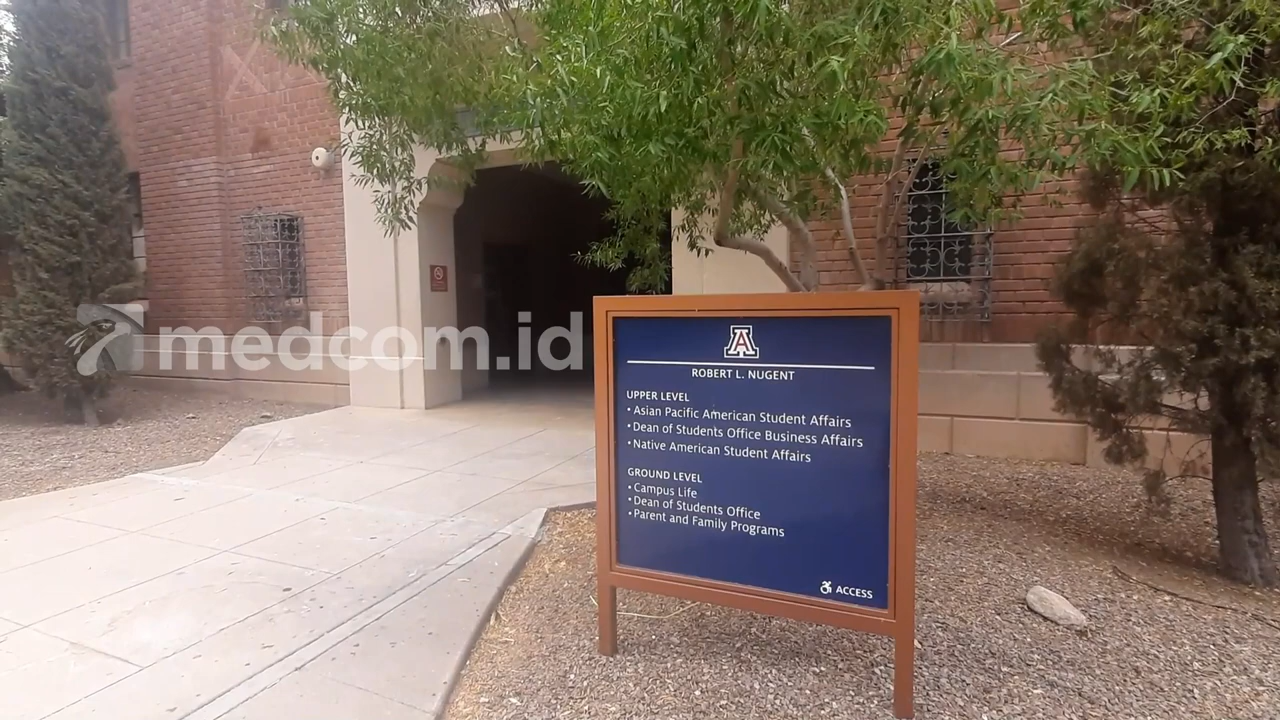 medcom.id
A
ROBERT L. NUGENT
UPPER LEVEL
• Asian Pacific American Student Affairs
• Dean of Students Office Business Affairs
• Native American Student Affairs
GROUND LEVEL
• Campus Life
• Dean of Students Office
• Parent and Family Programs
ACCESS